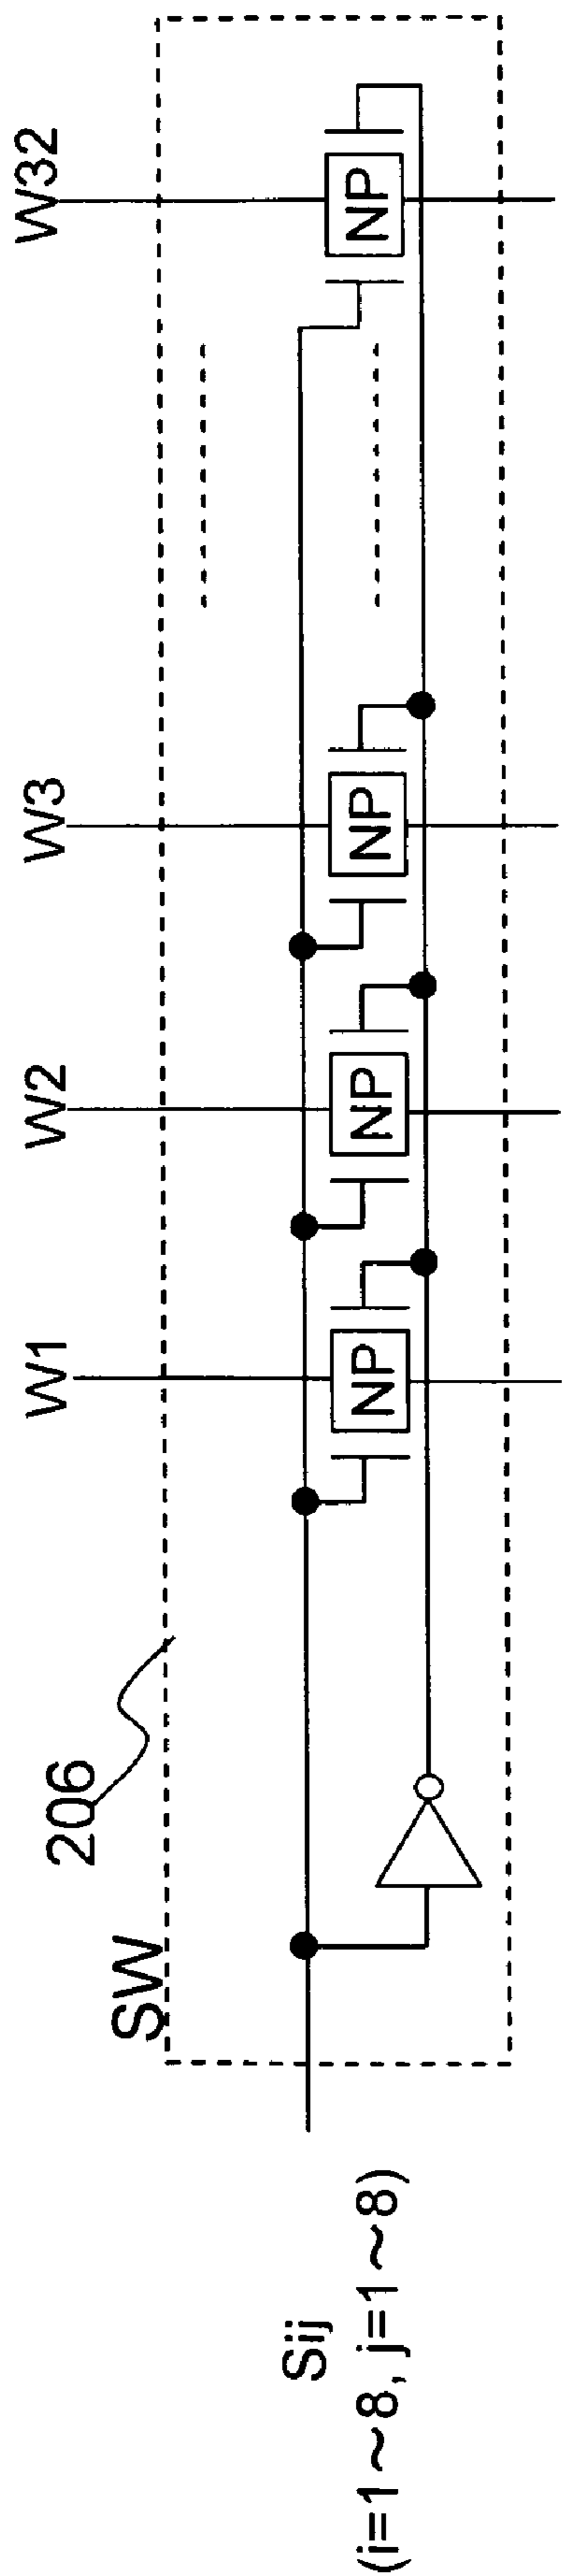 W1
W2
W3
W32
206
SW
NP
NP
NP
NP
Sij
(i=1~8, j=1~8)